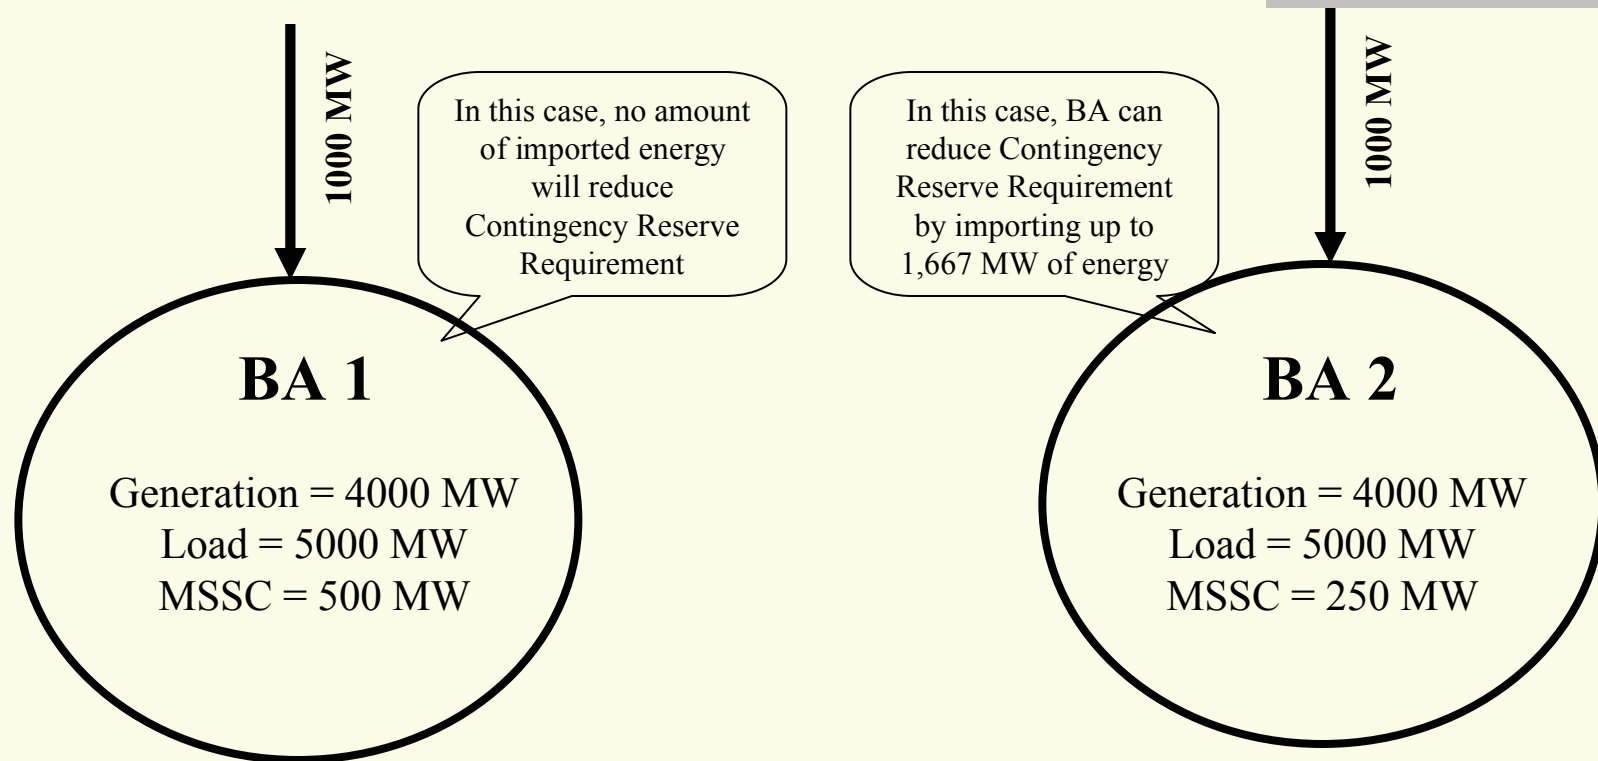 1000 MW
In this case, no amount
of imported energy
will reduce
Contingency Reserve
Requirement
BA 1
Generation = 4000 MW
Load = 5000 MW
MSSC = 500 MW
1000 MW
In this case, BA can
reduce Contingency
Reserve Requirement
by importing up to
1,667 MW of energy
BA 2
Generation = 4000 MW
Load = 5000 MW
MSSC = 250 MW